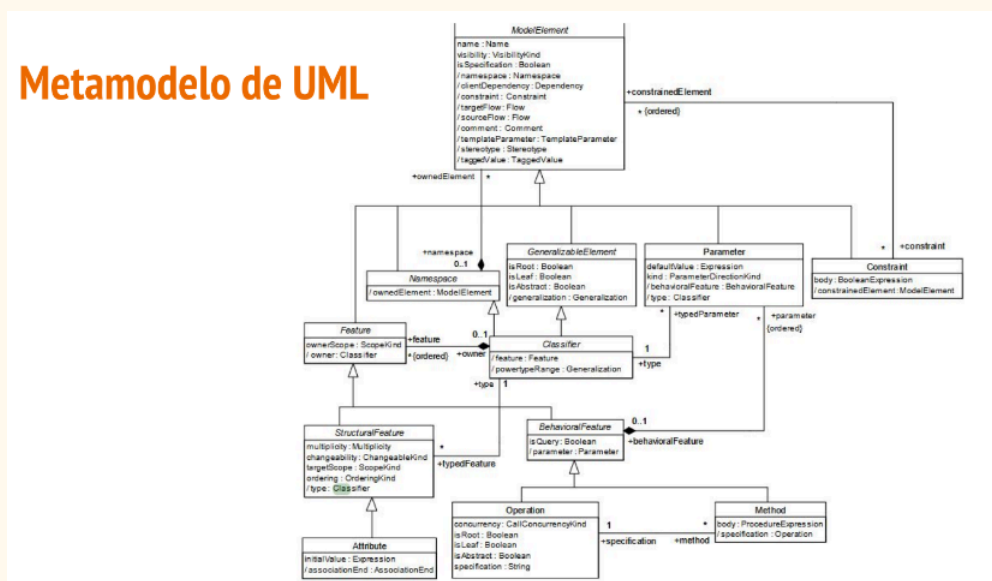 Metamodelo de UML
ModelElement
name : Name
visibility : VisibilityKind
isSpecification : Boolean
/ namespace : Namespace
/ clientDependency : Dependency
/ constraint : Constraint
/ targetFlow : Flow
/ sourceFlow : Flow
/ comment : Comment
/ templateParameter : TemplateParameter
/ stereotype : Stereotype
/ taggedValue : TaggedValue
+constrainedElement
* {ordered}
+ownedElement *
+namespace
0..1
* +constraint
Namespace
/ ownedElement : ModelElement
GeneralizableElement
isRoot : Boolean
isLeaf : Boolean
isAbstract : Boolean
/ generalization : Generalization
Parameter
defaultValue : Expression
kind : ParameterDirectionKind
/ behavioralFeature : BehavioralFeature
/ type : Classifier
Constraint
body : BooleanExpression
/ constrainedElement : ModelElement
Feature
ownerScope : ScopeKind
/ owner : Classifier
+feature
* {ordered}
0..1
+owner
Classifier
/ feature : Feature
/ powertypeRange : Generalization
* +typedParameter
1
+type
* +parameter
{ordered}
+type 1
*
+typedFeature
StructuralFeature
multiplicity : Multiplicity
changeability : ChangeableKind
targetScope : ScopeKind
ordering : OrderingKind
/ type : Classifier
BehavioralFeature
isQuery : Boolean
/ parameter : Parameter
0..1
+behavioralFeature
Attribute
initialValue : Expression
/ associationEnd : AssociationEnd
Operation
concurrency : CallConcurrencyKind
isRoot : Boolean
isLeaf : Boolean
isAbstract : Boolean
specification : String
1 *
+specification +method
Method
body : ProcedureExpression
/ specification : Operation